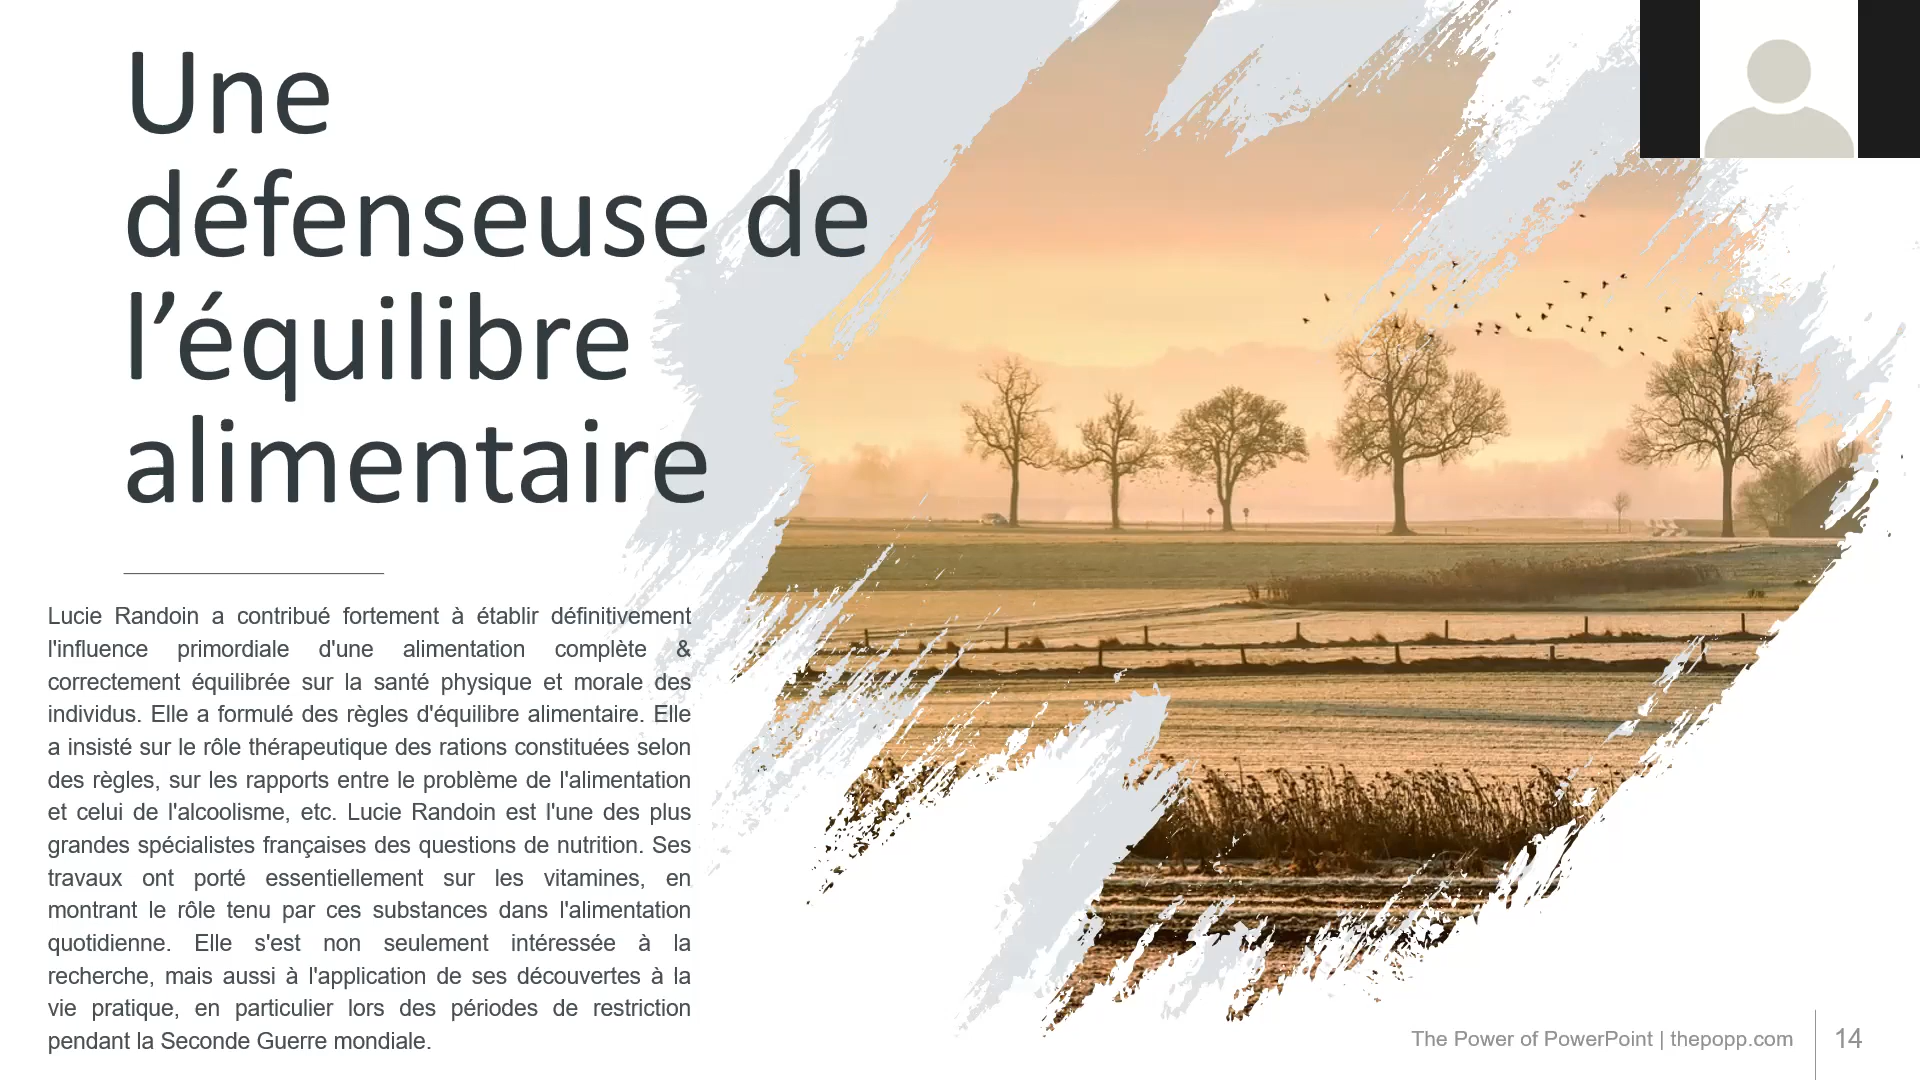 Une
défenseuse de
l’équilibre
alimentaire
Lucie Randoin a contribué fortement à établir définitivement
l'influence primordiale d'une alimentation complète &
correctement équilibrée sur la santé physique et morale des
individus. Elle a formulé des règles d'équilibre alimentaire. Elle
a insisté sur le rôle thérapeutique des rations constituées selon
des règles, sur les rapports entre le problème de l'alimentation
et celui de l'alcoolisme, etc. Lucie Randoin est l'une des plus
grandes spécialistes françaises des questions de nutrition. Ses
travaux ont porté essentiellement sur les vitamines, en
montrant le rôle tenu par ces substances dans l'alimentation
quotidienne. Elle s'est non seulement intéressée à la
recherche, mais aussi à l'application de ses découvertes à la
vie pratique, en particulier lors des périodes de restriction
pendant la Seconde Guerre mondiale.
The Power of PowerPoint | thepopp.com
14